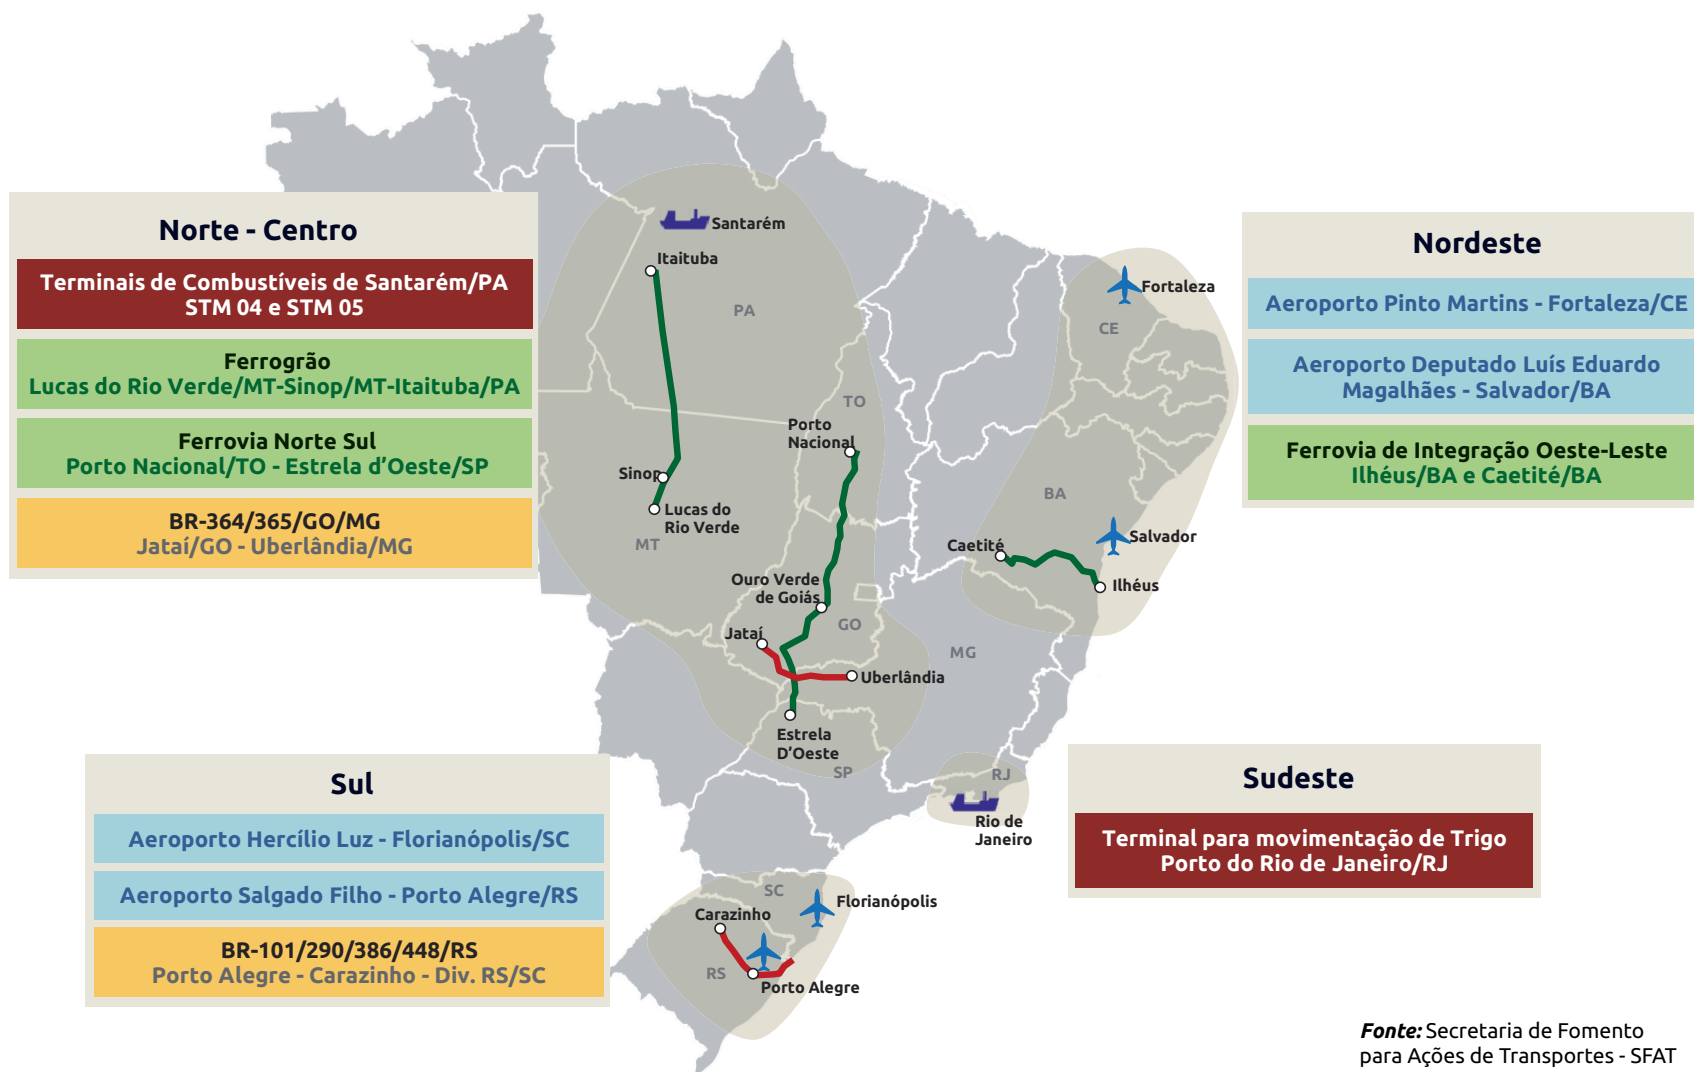 Norte - Centro
Terminais de Combustíveis de Santarém/PA
STM 04 e STM 05
Ferrogrão
Lucas do Rio Verde/MT-Sinop/MT-Itaituba/PA
Ferrovia Norte Sul
Porto Nacional/TO - Estrela d’Oeste/SP
BR-364/365/GO/MG
Jataí/GO - Uberlândia/MG
Sul
Aeroporto Hercílio Luz - Florianópolis/SC
Aeroporto Salgado Filho - Porto Alegre/RS
BR-101/290/386/448/RS
Porto Alegre - Carazinho - Div. RS/SC
Santarém
Itaituba
PA
TO
Porto
Nacional
Sinop
Lucas do
Rio Verde
MT
Ouro Verde
de Goiás
GO
Jataí
MG
Uberlândia
Estrela
D’Oeste
SP
RJ
Rio de
Janeiro
SC
Florianópolis
Carazinho
RS
Porto Alegre
Fortaleza
CE
BA
Salvador
Caetité
Ilhéus
Nordeste
Aeroporto Pinto Martins - Fortaleza/CE
Aeroporto Deputado Luís Eduardo
Magalhães - Salvador/BA
Ferrovia de Integração Oeste-Leste
Ilhéus/BA e Caetité/BA
Sudeste
Terminal para movimentação de Trigo
Porto do Rio de Janeiro/RJ
Fonte: Secretaria de Fomento
para Ações de Transportes - SFAT